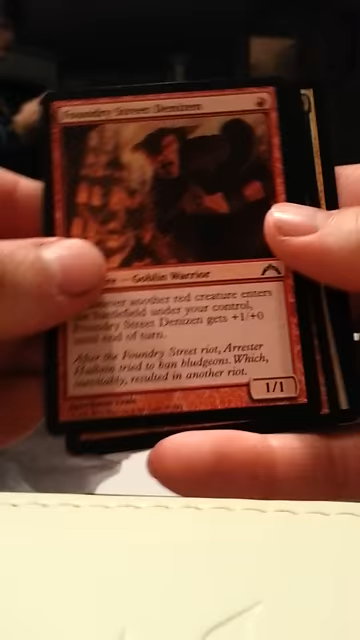 Foundry Street Denizen
Goblin Warrior
another red creature enters
battlefield under your control,
Foundry Street Denizen gets +1/+0
until end of turn.
After the Foundry Street riot, Arrester
Hulbein tried to ban bludgeons. Which,
inevitably, resulted in another riot.
1/1